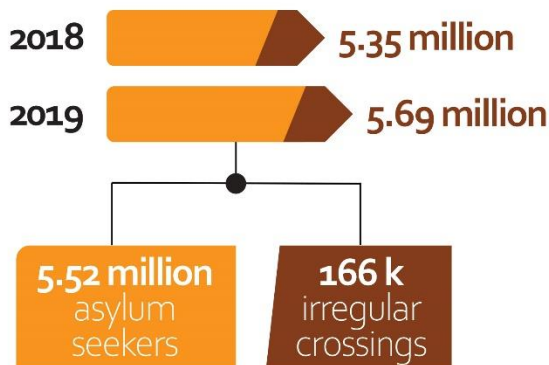 2018 5.35 million
2019 5.69 million
5.52 million
asylum
seekers
166 k
irregular
crossings